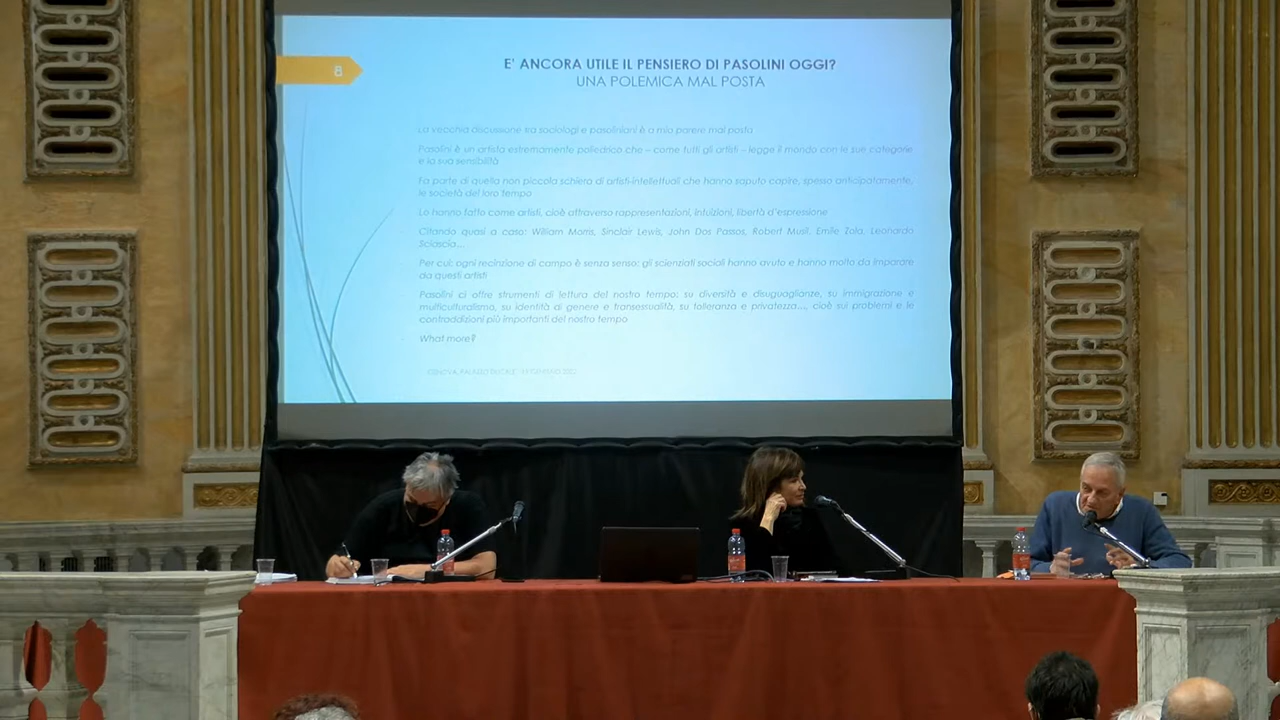 8
E' ANCORA UTILE IL PENSIERO DI PASOLINI OGGI?
UNA POLEMICA MAL POSTA
La vecchia discussione tra sociologi e pasoliniani è a mio parere mal posta
Pasolini è un artista estremamente poliedrico che – come tutti gli artisti – legge il mondo con le sue categorie
e la sua sensibilità
Fa parte di quella non piccola schiera di artisti-intellettuali che hanno saputo capire, spesso anticipatamente,
le società del loro tempo
Lo hanno fatto come artisti, cioè attraverso rappresentazioni, intuizioni, libertà d'espressione
Citando quasi a caso: William Morris, Sinclair Lewis, John Dos Passos, Robert Musil, Emile Zola, Leonardo
Sciascia...
Per cui: ogni recinzione di campo è senza senso: gli scienziati sociali hanno avuto e hanno molto da imparare
da questi artisti
Pasolini ci offre strumenti di lettura del nostro tempo: su diversità e disuguaglianze, su immigrazione e
multiculturalismo, su identità di genere e transessualità, su tolleranza e privatezza..., cioè sui problemi e le
contraddizioni più importanti del nostro tempo
What more?
GENOVA, PALAZZO DUCALE